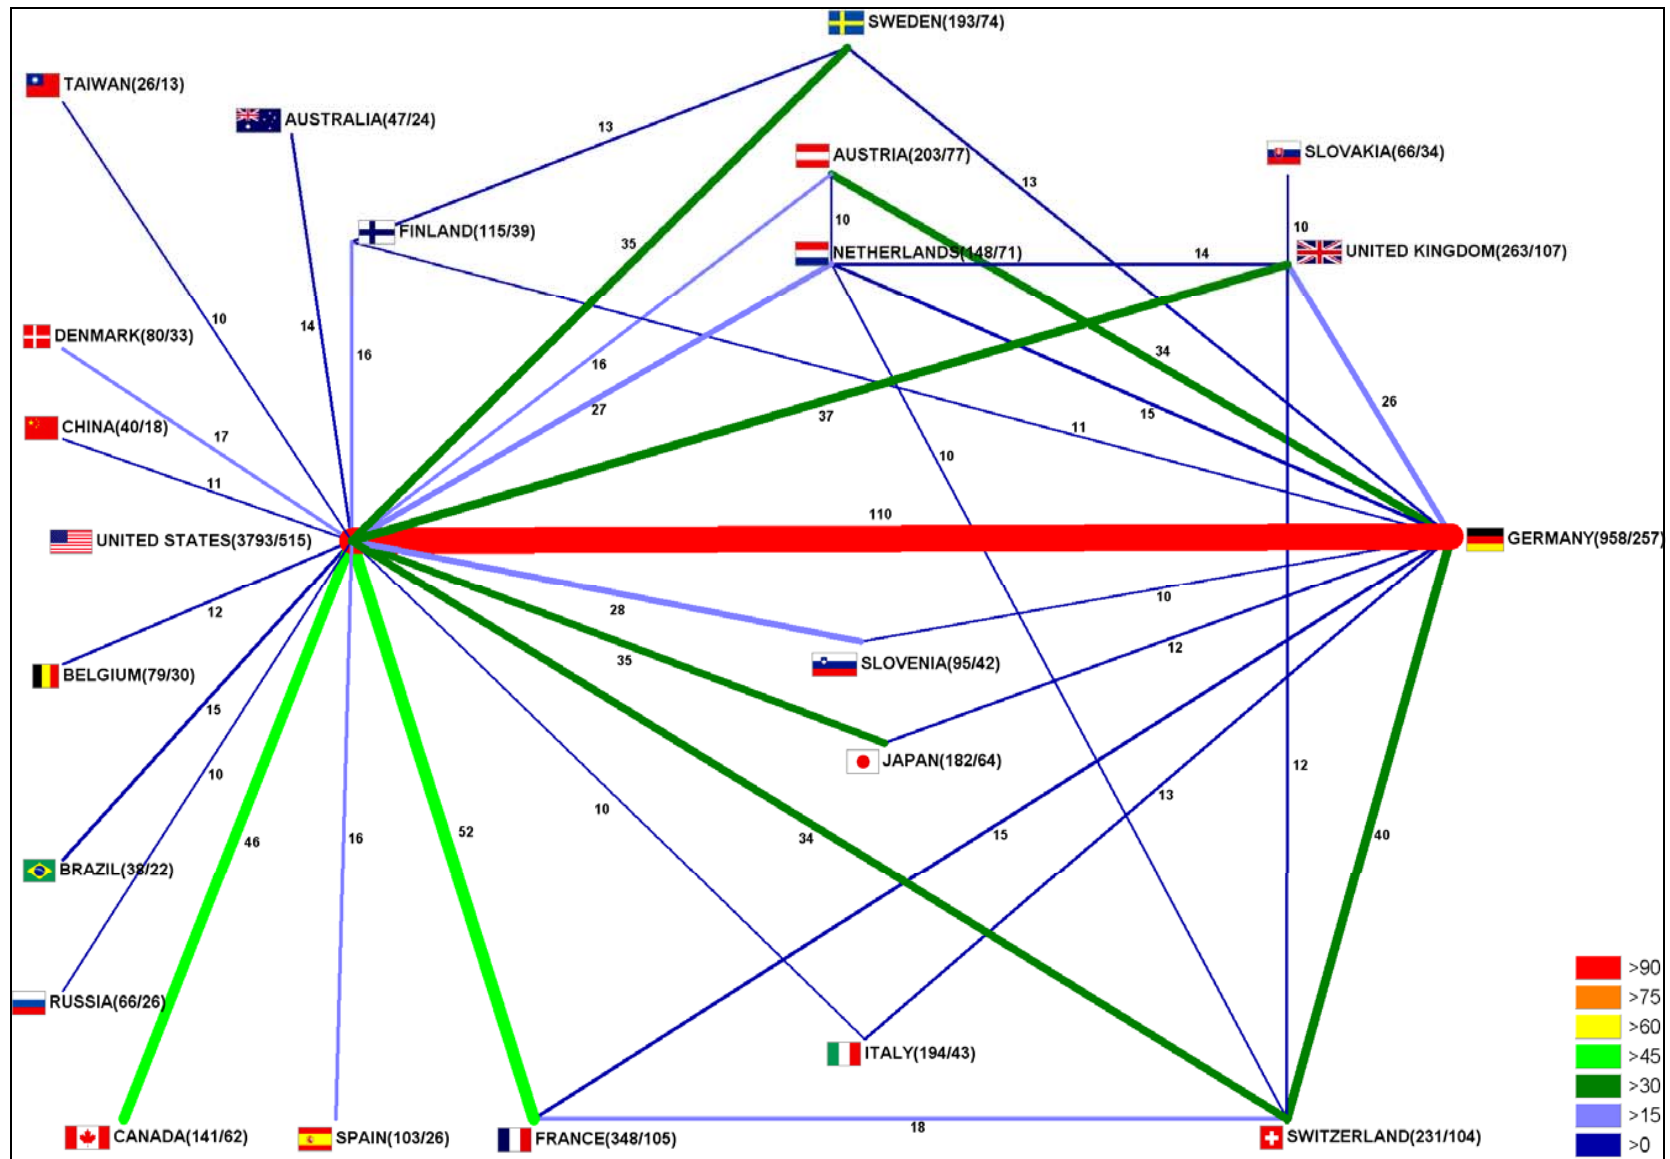 SWEDEN(193/74)
TAIWAN(26/13)
AUSTRALIA(47/24)
13
AUSTRIA(203/77)
SLOVAKIA(66/34)
13
FINLAND(115/39)
10
10
35
NETHERLANDS(148/71)
14
UNITED KINGDOM(263/107)
10
14
DENMARK(80/33)
16
16
34
27
37
15
26
CHINA(40/18)
17
11
10
11
110
UNITED STATES(3793/515)
GERMANY(958/257)
12
28
10
35
SLOVENIA(95/42)
12
BELGIUM(79/30)
15
10
JAPAN(182/64)
12
13
10
46
16
52
34
15
40
BRAZIL(38/22)
RUSSIA(66/26)
ITALY(194/43)
18
CANADA(141/62)
SPAIN(103/26)
FRANCE(348/105)
SWITZERLAND(231/104)
>90
>75
>60
>45
>30
>15
>0